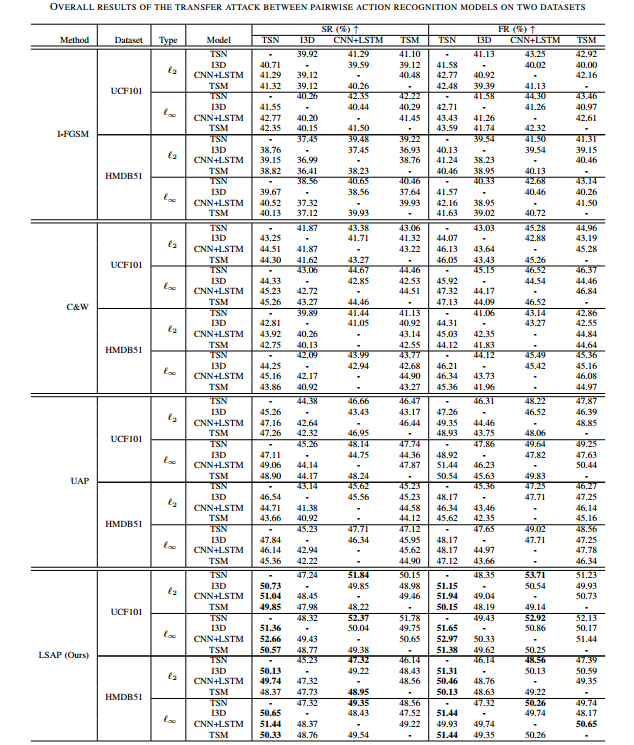 OVERALL RESULTS OF THE TRANSFER ATTACK BETWEEN PAIRWISE ACTION RECOGNITION MODELS ON TWO DATASETS
Method Dataset Type Model SR (%) ↑ FR (%) ↑
TSN I3D CNN+LSTM TSM TSN I3D CNN+LSTM TSM
I-FGSM UCF101 ℓ2 TSN - 39.92 41.29 41.10 - 41.13 43.25 42.92
I3D 40.71 - 39.59 39.12 41.58 - 40.02 40.00
CNN+LSTM 41.29 39.12 - 40.48 42.77 40.92 - 42.16
TSM 41.32 39.12 40.26 - 42.48 39.39 41.13 -
ℓ∞ TSN - 40.26 42.35 42.22 - 41.58 44.30 43.46
I3D 41.55 - 40.44 40.29 42.71 - 41.26 40.97
CNN+LSTM 42.77 40.20 - 41.45 43.43 41.26 - 42.61
TSM 42.35 40.15 41.50 - 43.59 41.74 42.32 -
HMDB51 ℓ2 TSN - 37.45 39.48 39.22 - 39.54 41.50 41.31
I3D 38.76 - 37.45 36.93 40.13 - 39.54 39.15
CNN+LSTM 39.15 36.99 - 38.76 41.24 38.23 - 40.46
TSM 38.82 36.41 38.23 - 40.46 38.95 40.13 -
ℓ∞ TSN - 38.56 40.65 40.46 - 40.33 42.68 43.14
I3D 39.67 - 38.56 37.64 41.57 - 40.46 40.26
CNN+LSTM 40.52 37.32 - 39.93 42.16 38.95 - 41.50
TSM 40.13 37.12 39.93 - 41.63 39.02 40.72 -
C&W UCF101 ℓ2 TSN - 41.87 43.38 43.06 - 43.03 45.28 44.96
I3D 43.25 - 41.71 41.32 44.07 - 42.88 43.19
CNN+LSTM 44.51 41.87 - 43.22 46.13 43.64 - 45.28
TSM 44.30 41.62 43.27 - 46.05 43.43 45.26 -
ℓ∞ TSN - 43.06 44.67 44.46 - 45.15 46.52 46.37
I3D 44.33 - 42.85 42.53 45.92 - 44.54 44.46
CNN+LSTM 45.23 42.72 - 44.51 47.32 44.17 - 46.84
TSM 45.26 43.27 44.46 - 47.13 44.09 46.52 -
HMDB51 ℓ2 TSN - 39.89 41.44 41.13 - 41.06 43.14 42.86
I3D 42.81 - 41.05 40.92 44.31 - 43.27 42.55
CNN+LSTM 43.92 40.26 - 43.14 45.03 42.35 - 44.84
TSM 42.75 40.13 - 42.55 44.12 41.83 - 44.64
ℓ∞ TSN - 42.09 43.99 43.77 - 44.12 45.49 45.36
I3D 44.25 - 42.94 42.68 46.21 - 45.42 45.16
CNN+LSTM 45.16 42.17 - 44.90 46.34 43.73 - 46.08
TSM 43.86 40.92 - 43.27 45.36 41.96 - 44.97
UAP UCF101 ℓ2 TSN - 44.38 46.66 46.47 - 46.31 48.22 47.87
I3D 45.26 - 43.43 43.17 47.26 - 46.52 46.39
CNN+LSTM 47.16 42.64 - 46.44 49.35 44.46 - 48.85
TSM 47.26 42.32 46.95 - 48.93 43.75 48.06 -
ℓ∞ TSN - 45.26 48.14 47.74 - 47.86 49.64 49.25
I3D 47.11 - 44.75 44.36 48.92 - 47.82 47.63
CNN+LSTM 49.06 44.14 - 47.87 51.44 46.23 - 50.44
TSM 48.90 44.17 48.24 - 50.54 45.63 49.83 -
HMDB51 ℓ2 TSN - 43.14 45.62 45.23 - 45.36 47.25 46.27
I3D 46.54 - 45.56 45.23 48.17 - 47.71 47.25
CNN+LSTM 44.71 41.38 - 44.58 46.34 43.46 - 46.14
TSM 43.66 40.92 - 44.12 45.62 42.35 - 45.16
ℓ∞ TSN - 45.23 47.71 47.12 - 47.65 49.02 48.56
I3D 47.84 - 46.34 45.95 48.17 - 47.71 47.25
CNN+LSTM 46.14 42.94 - 45.62 48.17 44.97 - 47.78
TSM 45.36 42.22 - 44.90 47.12 43.66 - 46.34
LSAP (Ours) UCF101 ℓ2 TSN - 47.24 51.84 50.15 - 48.35 53.71 51.23
I3D 50.73 - 49.85 48.98 51.15 - 50.54 49.93
CNN+LSTM 51.04 48.45 - 49.46 51.94 49.04 - 50.73
TSM 49.85 47.98 48.22 - 50.15 48.19 49.14 -
ℓ∞ TSN - 48.32 52.37 51.78 - 49.43 52.92 52.13
I3D 51.36 - 50.04 49.75 51.65 - 50.86 50.17
CNN+LSTM 52.66 49.43 - 50.65 52.97 50.33 - 51.44
TSM 50.57 48.77 49.38 - 51.38 49.62 50.25 -
HMDB51 ℓ2 TSN - 45.23 47.32 46.14 - 46.14 48.56 47.39
I3D 50.13 - 49.22 48.43 51.31 - 50.13 50.59
CNN+LSTM 49.74 47.32 - 48.56 50.46 48.76 - 49.35
TSM 48.37 47.73 48.95 - 50.13 48.63 49.22 -
ℓ∞ TSN - 47.32 49.35 48.56 - 47.32 50.26 49.74
I3D 50.65 - 48.43 47.52 51.44 - 49.74 48.17
CNN+LSTM 51.44 48.37 - 49.22 49.93 49.74 - 50.65
TSM 50.33 48.76 49.54 - 51.44 49.35 50.26 -